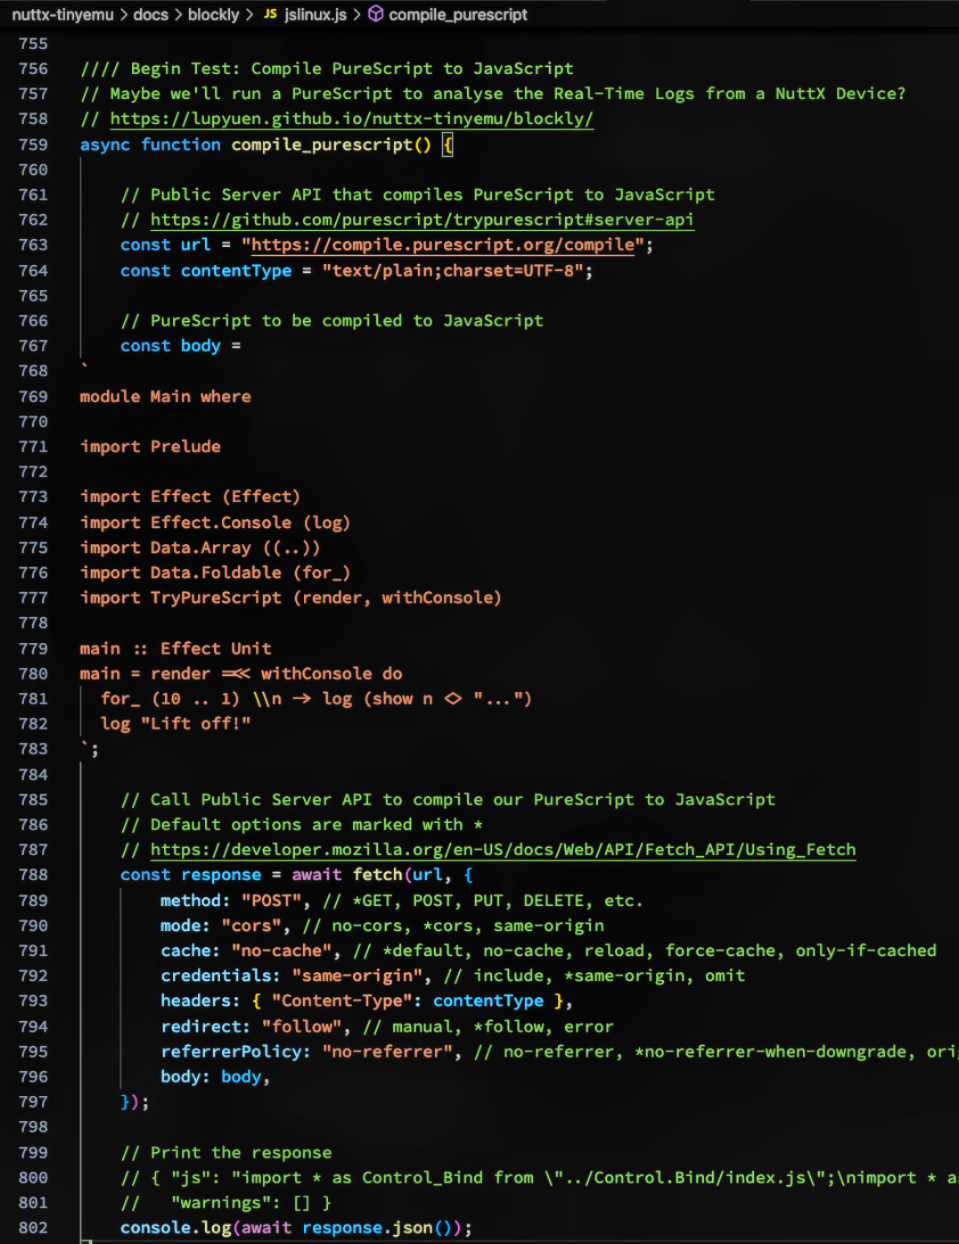 nuttx-tinyemu > docs > blockly > JS jslinux.js > compile_purescript
755
756 //// Begin Test: Compile PureScript to JavaScript
757 // Maybe we'll run a PureScript to analyse the Real-Time Logs from a NuttX Device?
758 // https://lupyuen.github.io/nuttx-tinyemu/blockly/
759 async function compile_purescript() {
760
761 // Public Server API that compiles PureScript to JavaScript
762 // https://github.com/purescript/trypurescript#server-api
763 const url = "https://compile.purescript.org/compile";
764 const contentType = "text/plain;charset=UTF-8";
765
766 // PureScript to be compiled to JavaScript
767 const body =
768 `
769 module Main where
770
771 import Prelude
772
773 import Effect (Effect)
774 import Effect.Console (log)
775 import Data.Array ((..))
776 import Data.Foldable (for_)
777 import TryPureScript (render, withConsole)
778
779 main :: Effect Unit
780 main = render =<< withConsole do
781 for_ (10 .. 1) \\n -> log (show n <> "...")
782 log "Lift off!"
783 `;
784
785 // Call Public Server API to compile our PureScript to JavaScript
786 // Default options are marked with *
787 // https://developer.mozilla.org/en-US/docs/Web/API/Fetch_API/Using_Fetch
788 const response = await fetch(url, {
789 method: "POST", // *GET, POST, PUT, DELETE, etc.
790 mode: "cors", // no-cors, *cors, same-origin
791 cache: "no-cache", // *default, no-cache, reload, force-cache, only-if-cached
792 credentials: "same-origin", // include, *same-origin, omit
793 headers: { "Content-Type": contentType },
794 redirect: "follow", // manual, *follow, error
795 referrerPolicy: "no-referrer", // no-referrer, *no-referrer-when-downgrade, ori
796 body: body,
797 });
798
799 // Print the response
800 // { "js": "import * as Control_Bind from \"../Control.Bind/index.js\";\nimport * as
801 // "warnings": [] }
802 console.log(await response.json());